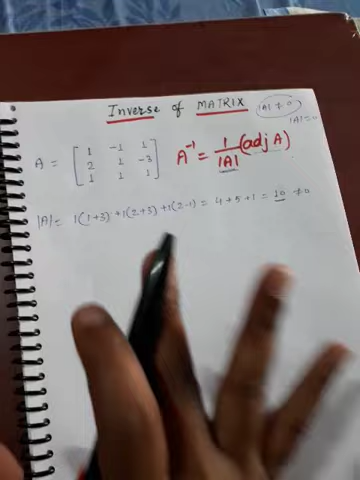 Inverse of MATRIX |A| ≠ 0
|A| = 0
A = [ 1 -1 1
2 1 -3
1 1 1 ]
A⁻¹ = 1/|A| (adj A)
|A| = 1(1+3) +1(2+3) +1(2-1) = 4+5+1 = 10 ≠ 0